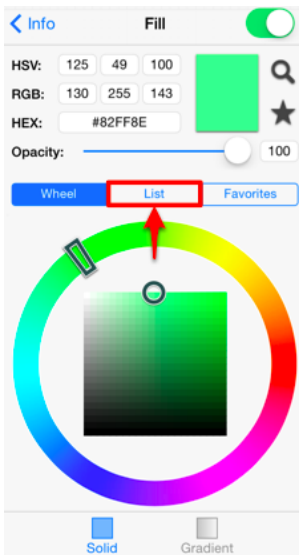 Info Fill
HSV: 125 49 100
RGB: 130 255 143
HEX: #82FF8E
Opacity: 100
Wheel List Favorites
Solid Gradient